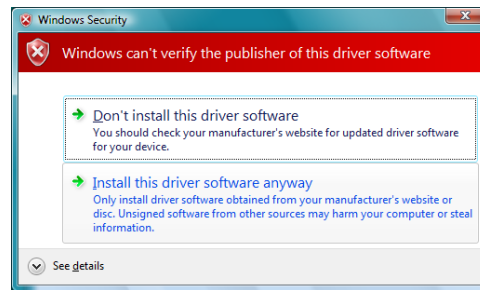 Windows Security
Windows can't verify the publisher of this driver software
Don't install this driver software
You should check your manufacturer's website for updated driver software
for your device.
Install this driver software anyway
Only install driver software obtained from your manufacturer's website or
disc. Unsigned software from other sources may harm your computer or steal
information.
See details